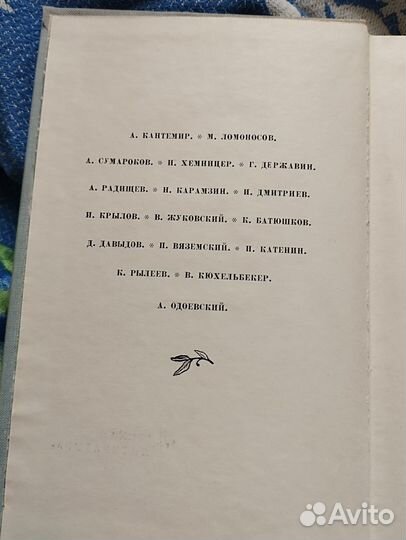 А. КАНТЕМИР. * М. ЛОМОНОСОВ.
А. СУМАРОКОВ. * И. ХЕМНИЦЕР. * Г. ДЕРЖАВИН.
А. РАДИЩЕВ. * Н. КАРАМЗИН. * И. ДМИТРИЕВ.
И. КРЫЛОВ. * В. ЖУКОВСКИЙ. * К. БАТЮШКОВ.
Д. ДАВЫДОВ. * П. ВЯЗЕМСКИЙ. * П. КАТЕНИН.
К. РЫЛЕЕВ. * В. КЮХЕЛЬБЕКЕР.
А. ОДОЕВСКИЙ.
Avito